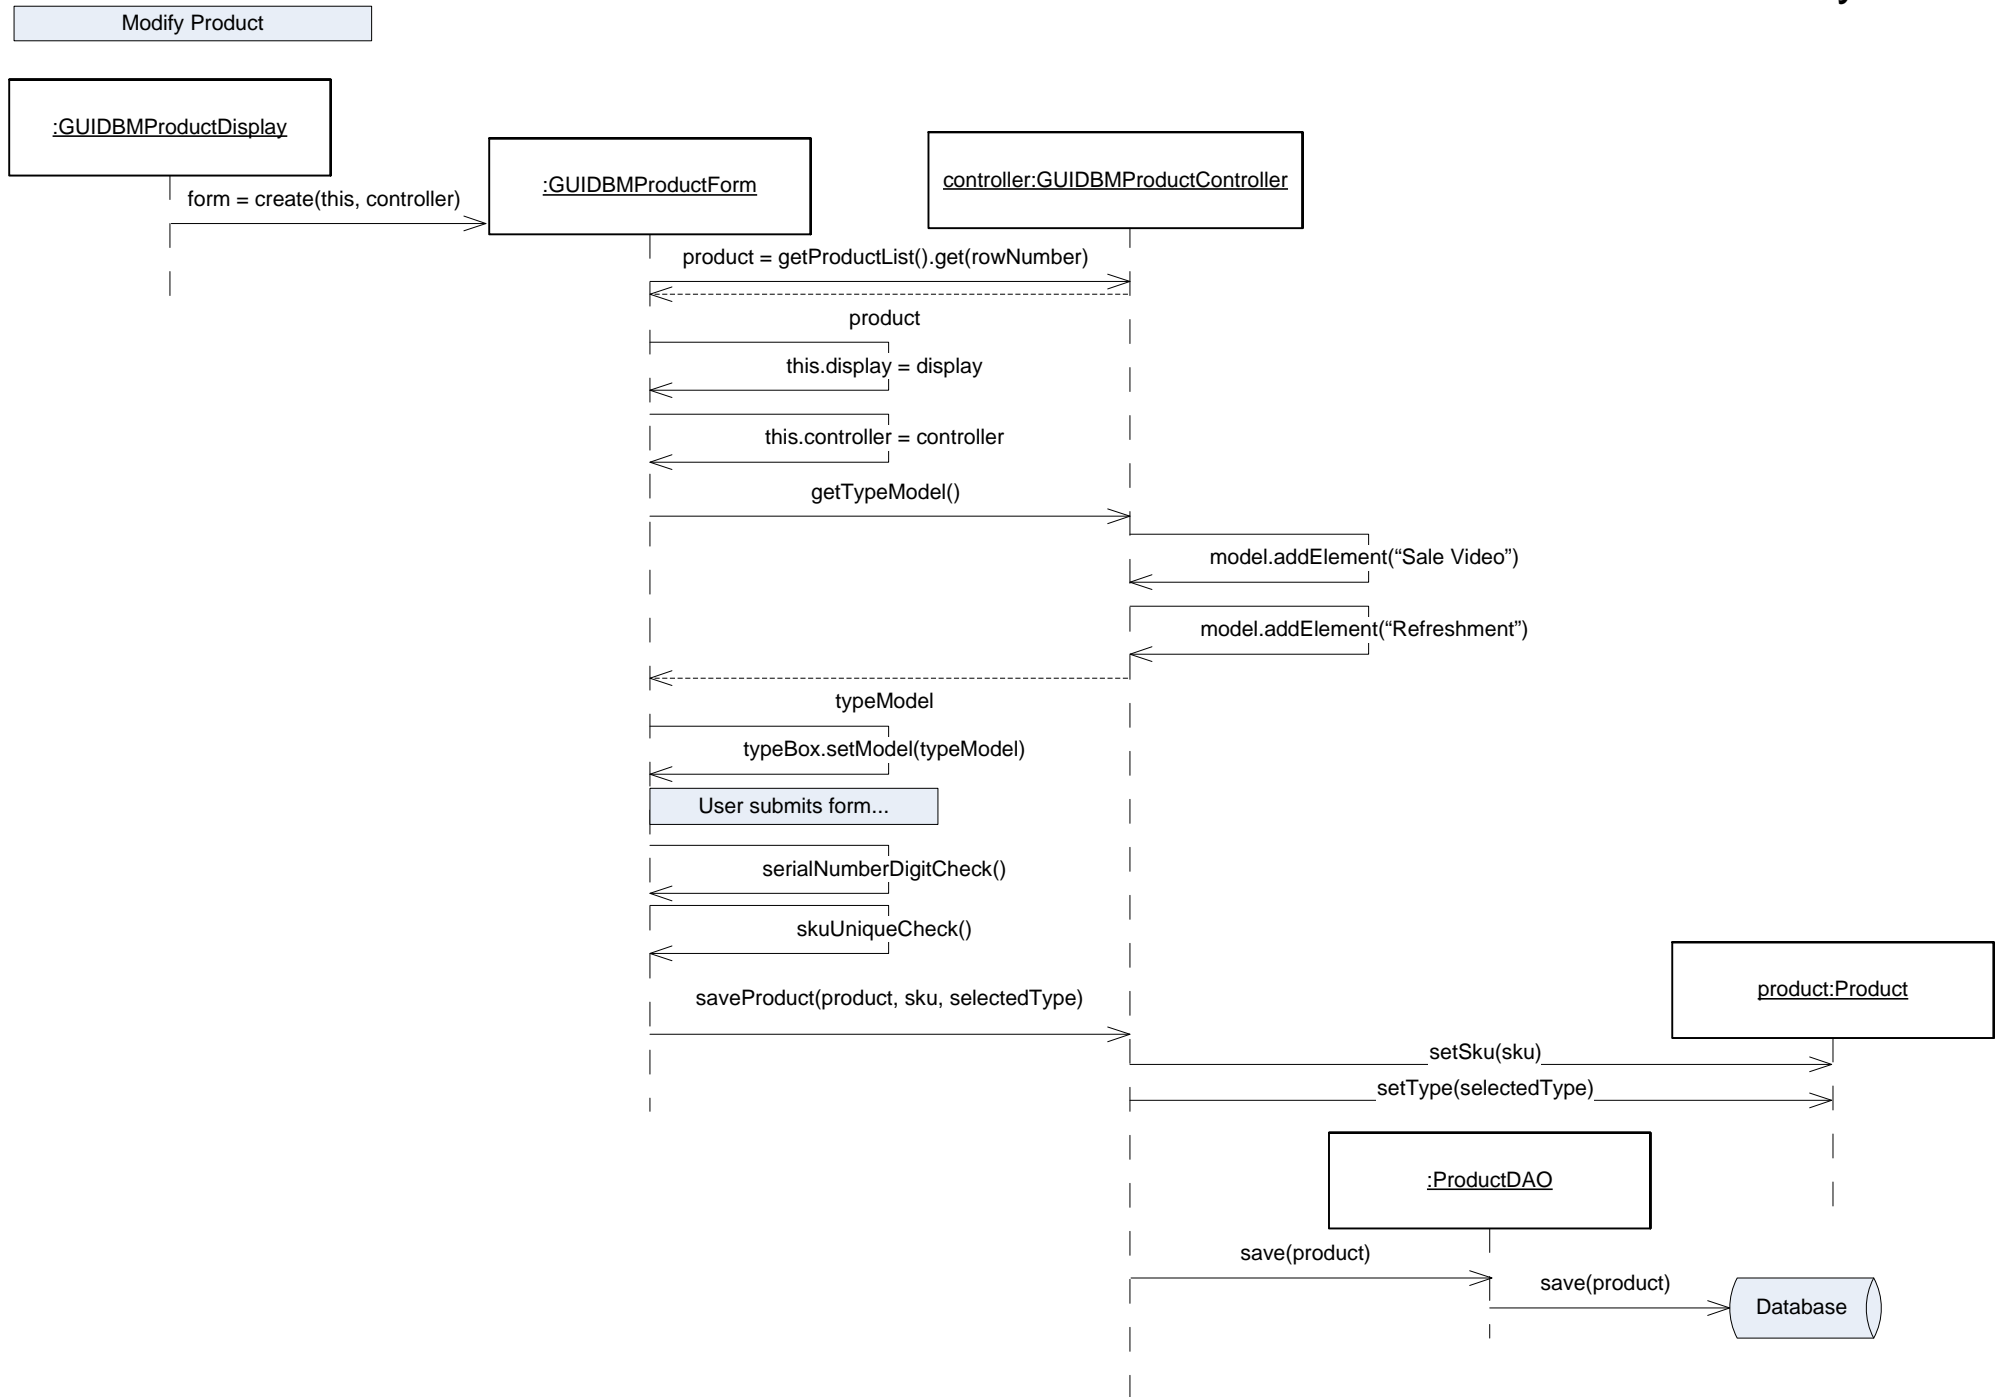 Modify Product
:GUIDBMProductDisplay
:GUIDBMProductForm
controller:GUIDBMProductController
form = create(this, controller)
product = getProductList().get(rowNumber)
product
this.display = display
this.controller = controller
getTypeModel()
model.addElement(“Sale Video”)
model.addElement(“Refreshment”)
typeModel
typeBox.setModel(typeModel)
User submits form...
serialNumberDigitCheck()
skuUniqueCheck()
product:Product
saveProduct(product, sku, selectedType)
setSku(sku)
setType(selectedType)
:ProductDAO
save(product)
save(product)
Database